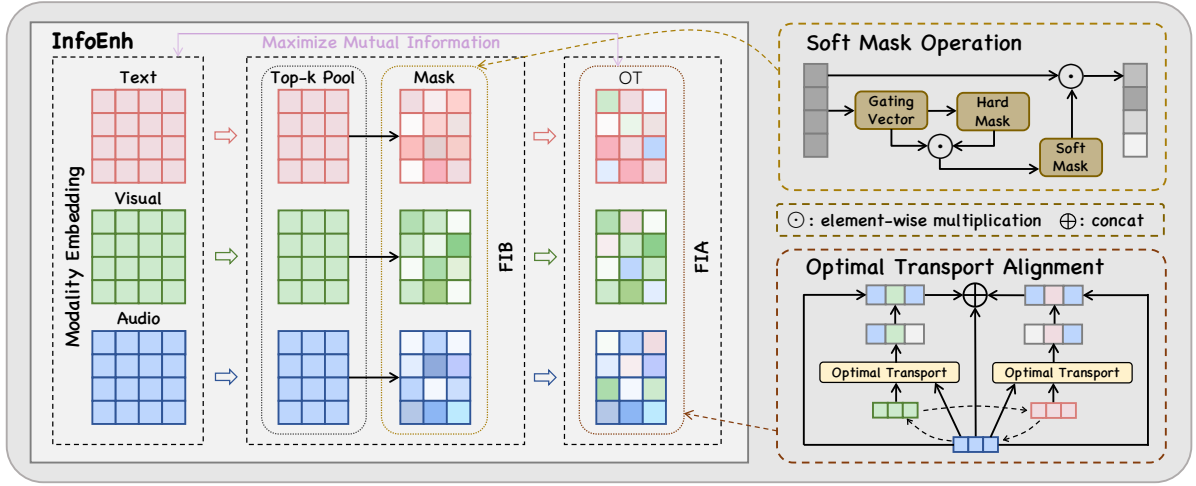 InfoEnh
Maximize Mutual Information
Modality Embedding
Text
Visual
Audio
Top-k Pool
Mask
FIB
OT
FIA
Soft Mask Operation
Gating
Vector
Hard
Mask
Soft
Mask
: element-wise multiplication
: concat
Optimal Transport Alignment
Optimal Transport
Optimal Transport